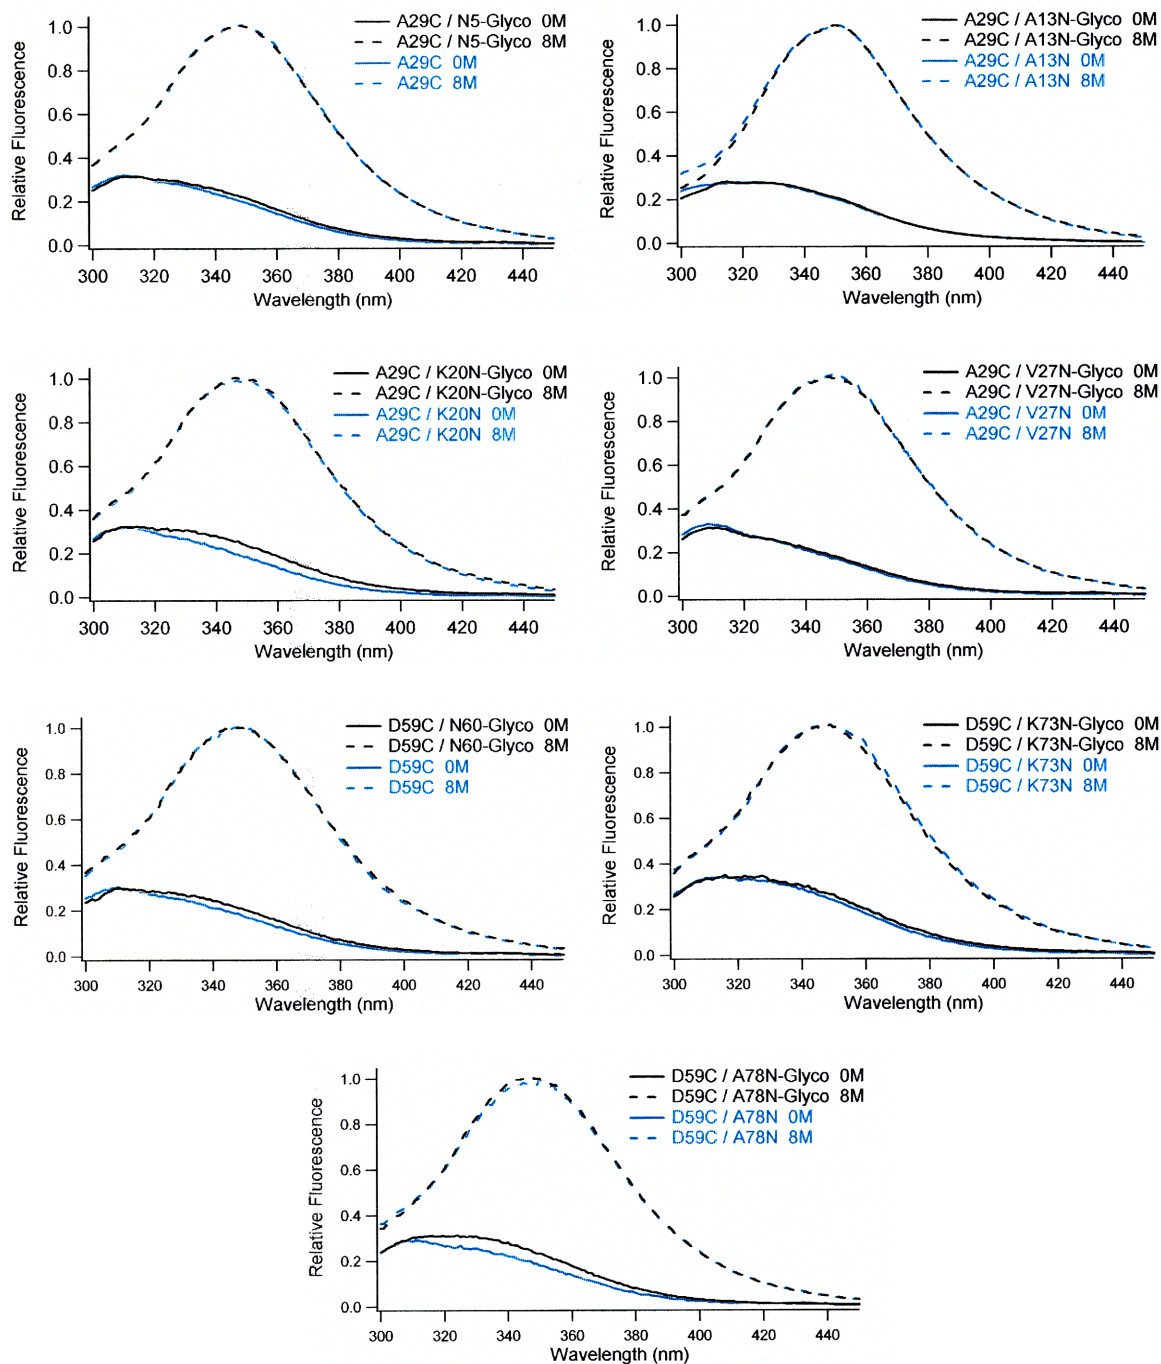 A29C / N5-Glyco 0M
A29C / N5-Glyco 8M
A29C 0M
A29C 8M
Relative Fluorescence
1.0
0.8
0.6
0.4
0.2
0.0
300 320 340 360 380 400 420 440
Wavelength (nm)
A29C / A13N-Glyco 0M
A29C / A13N-Glyco 8M
A29C / A13N 0M
A29C / A13N 8M
Relative Fluorescence
1.0
0.8
0.6
0.4
0.2
0.0
300 320 340 360 380 400 420 440
Wavelength (nm)
A29C / K20N-Glyco 0M
A29C / K20N-Glyco 8M
A29C / K20N 0M
A29C / K20N 8M
Relative Fluorescence
1.0
0.8
0.6
0.4
0.2
0.0
300 320 340 360 380 400 420 440
Wavelength (nm)
A29C / V27N-Glyco 0M
A29C / V27N-Glyco 8M
A29C / V27N 0M
A29C / V27N 8M
Relative Fluorescence
1.0
0.8
0.6
0.4
0.2
0.0
300 320 340 360 380 400 420 440
Wavelength (nm)
D59C / N60-Glyco 0M
D59C / N60-Glyco 8M
D59C 0M
D59C 8M
Relative Fluorescence
1.0
0.8
0.6
0.4
0.2
0.0
300 320 340 360 380 400 420 440
Wavelength (nm)
D59C / K73N-Glyco 0M
D59C / K73N-Glyco 8M
D59C / K73N 0M
D59C / K73N 8M
Relative Fluorescence
1.0
0.8
0.6
0.4
0.2
0.0
300 320 340 360 380 400 420 440
Wavelength (nm)
D59C / A78N-Glyco 0M
D59C / A78N-Glyco 8M
D59C / A78N 0M
D59C / A78N 8M
Relative Fluorescence
1.0
0.8
0.6
0.4
0.2
0.0
300 320 340 360 380 400 420 440
Wavelength (nm)